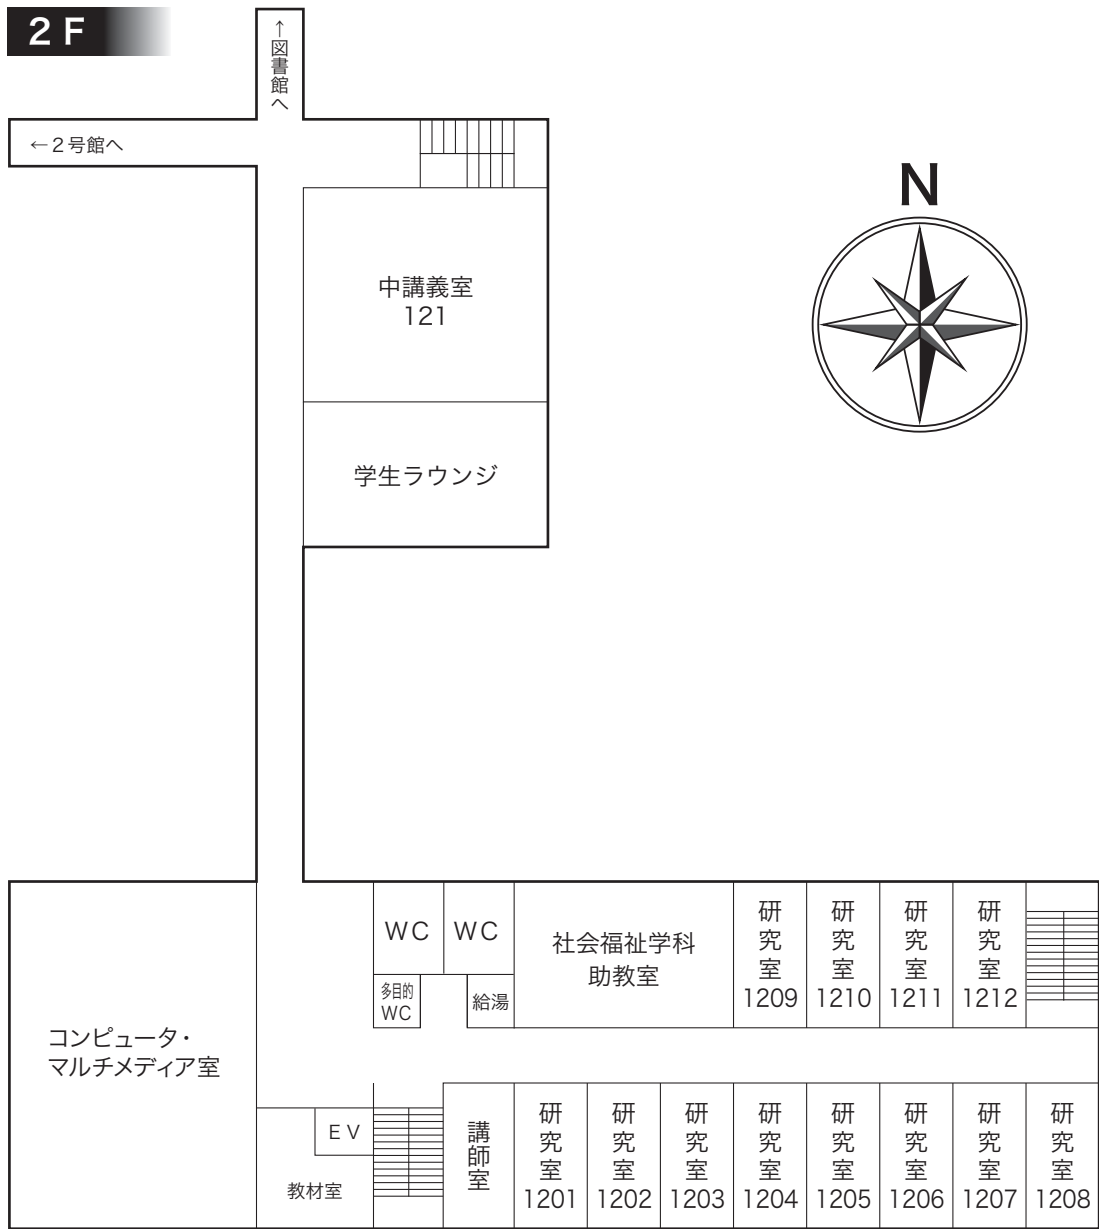 2F
↑図書館へ
←2号館へ
N
中講義室
121
学生ラウンジ
WC
WC
社会福祉学科
助教室
研究室
1209
研究室
1210
研究室
1211
研究室
1212
多目的
WC
給湯
コンピュータ・
マルチメディア室
EV
教材室
講師室
研究室
1201
研究室
1202
研究室
1203
研究室
1204
研究室
1205
研究室
1206
研究室
1207
研究室
1208